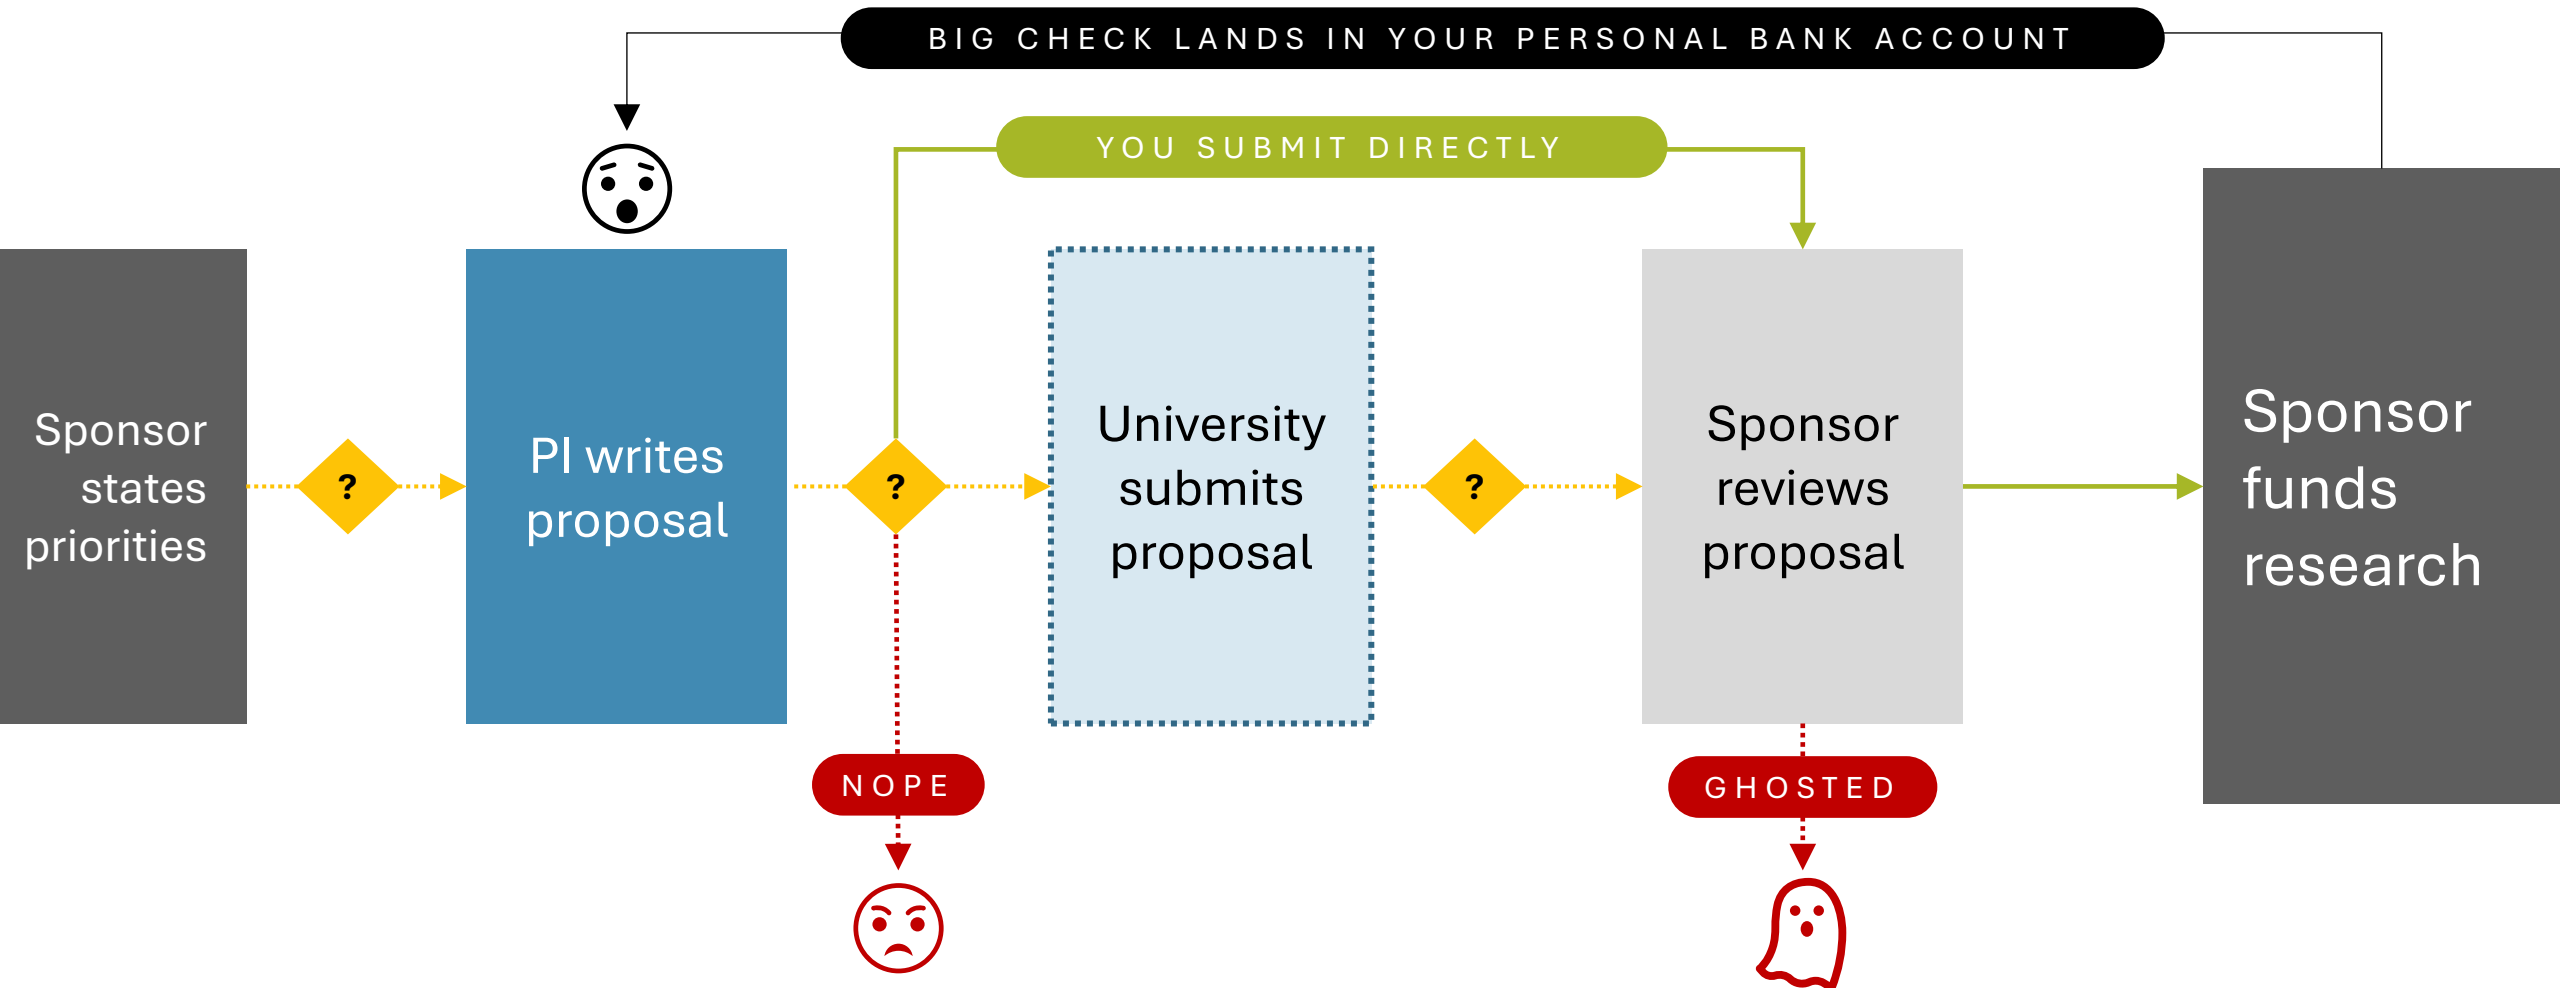 BIG CHECK LANDS IN YOUR PERSONAL BANK ACCOUNT
YOU SUBMIT DIRECTLY
Sponsor
states
priorities
?
PI writes
proposal
?
University
submits
proposal
?
Sponsor
reviews
proposal
Sponsor
funds
research
NOPE
GHOSTED